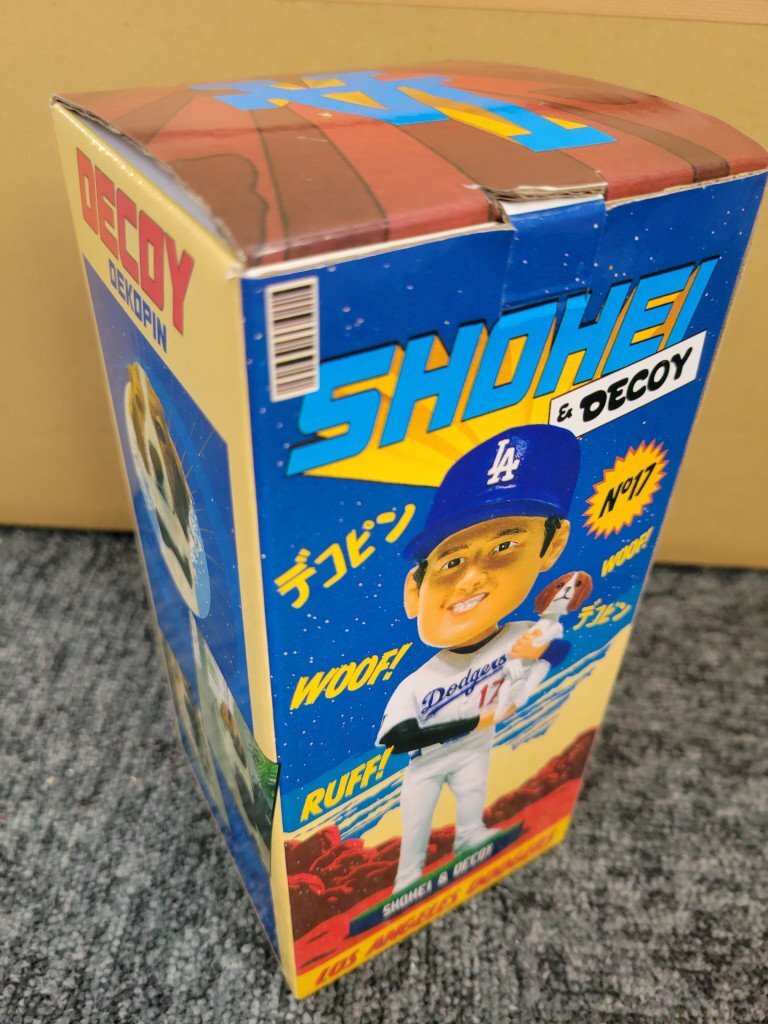 LA
DECOY
DEKOPIN
SHOHEI
& DECOY
LA
Nº17
デコピン
WOOF!
デコピン
WOOF!
Dodgers
17
RUFF!
SHOHEI & DECOY
LOS ANGELES DODGERS